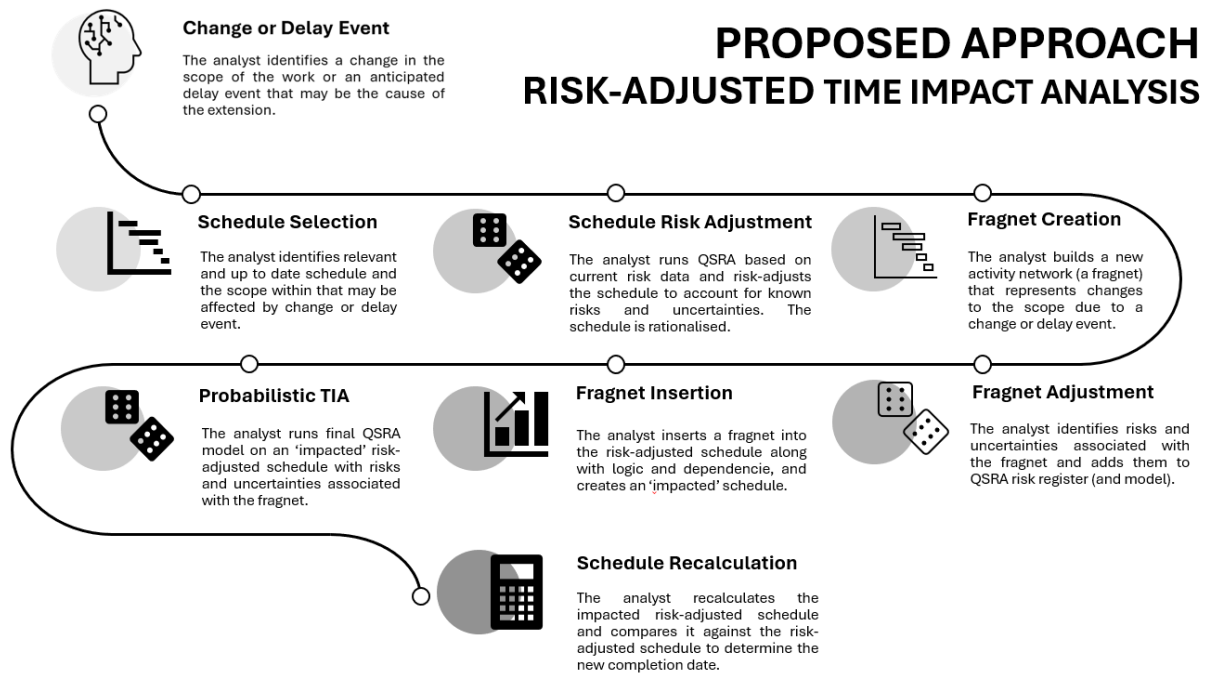 PROPOSED APPROACH
RISK-ADJUSTED TIME IMPACT ANALYSIS
Change or Delay Event
The analyst identifies a change in the
scope of the work or an anticipated
delay event that may be the cause of
the extension.
Schedule Selection
The analyst identifies relevant
and up to date schedule and
the scope within that may be
affected by change or delay
event.
Schedule Risk Adjustment
The analyst runs QSRA based on
current risk data and risk-adjusts
the schedule to account for known
risks and uncertainties. The
schedule is rationalised.
Fragnet Creation
The analyst builds a new
activity network (a fragnet)
that represents changes
to the scope due to a
change or delay event.
Fragnet Adjustment
The analyst identifies risks and
uncertainties associated with
the fragnet and adds them to
QSRA risk register (and model).
Fragnet Insertion
The analyst inserts a fragnet into
the risk-adjusted schedule along
with logic and dependencie, and
creates an ‘impacted’ schedule.
Probabilistic TIA
The analyst runs final QSRA
model on an ‘impacted’ risk-
adjusted schedule with risks
and uncertainties associated
with the fragnet.
Schedule Recalculation
The analyst recalculates the
impacted risk-adjusted schedule
and compares it against the risk-
adjusted schedule to determine the
new completion date.